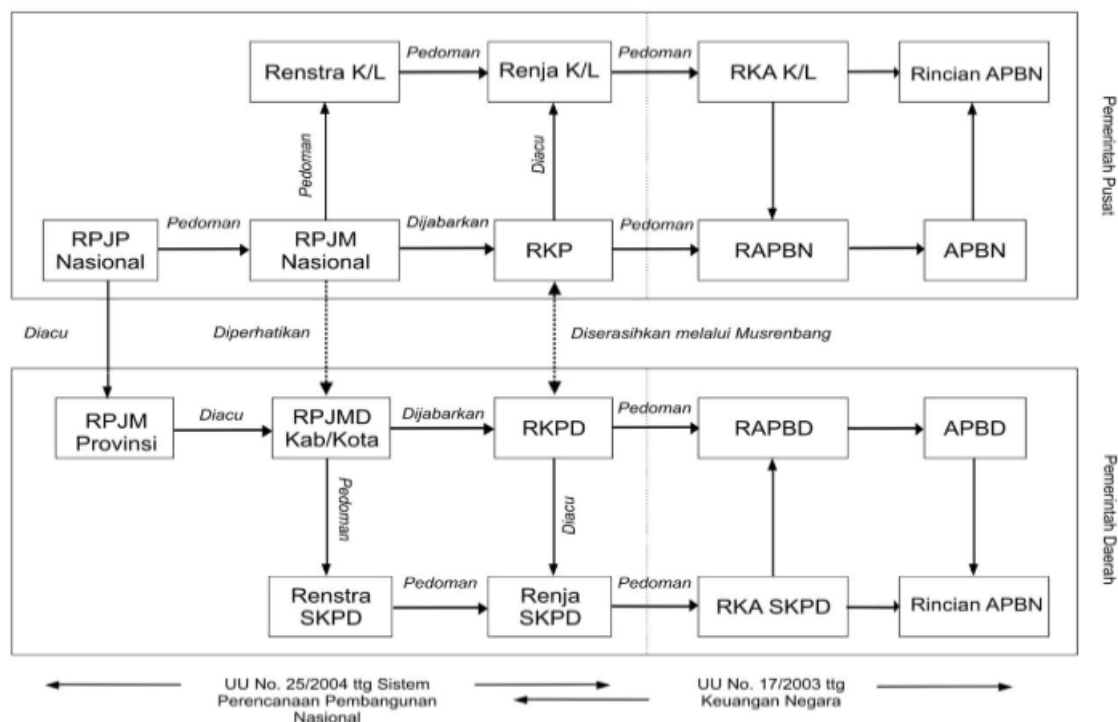 Pedoman
Pedoman
Renstra K/L
Renja K/L
RKA K/L
Rincian APBN
Pedoman
Diacu
Pemerintah Pusat
Pedoman
Dijabarkan
Pedoman
RPJP
Nasional
RPJM
Nasional
RKP
RAPBN
APBN
Diacu
Diperhatikan
Diserasihkan melalui Musrenbang
RPJM
Provinsi
Diacu
RPJMD
Kab/Kota
Dijabarkan
RKPD
Pedoman
RAPBD
APBD
Pedoman
Diacu
Pemerintah Daerah
Renstra
SKPD
Pedoman
Renja
SKPD
Pedoman
RKA SKPD
Rincian APBN
UU No. 25/2004 ttg Sistem
Perencanaan Pembangunan
Nasional
UU No. 17/2003 ttg
Keuangan Negara